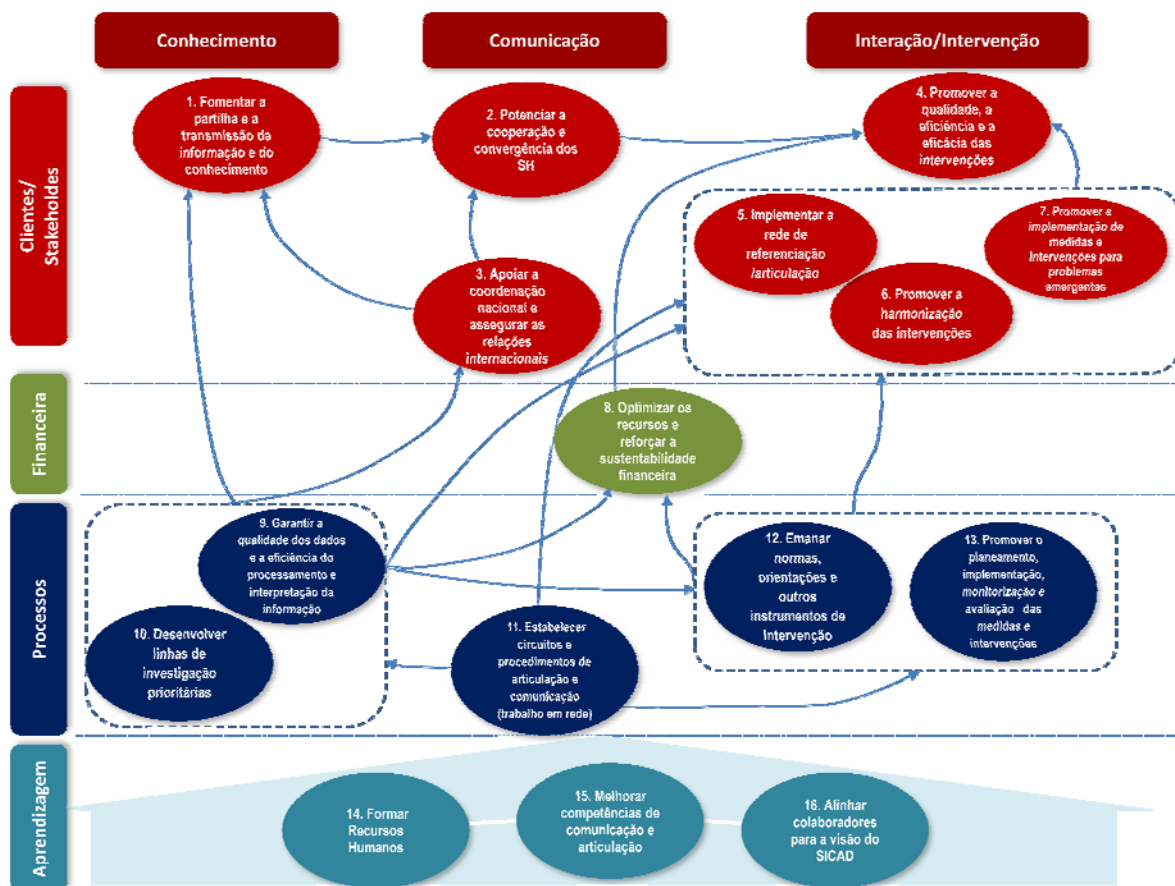 Conhecimento
Comunicação
Interação/Intervenção
Clientes/
Stakeholdes
1. Fomentar a
partilha e a
transmissão da
informação e do
conhecimento
2. Potenciar a
cooperação e
convergência dos
SH
4. Promover a
qualidade, a
eficiência e a
eficácia das
intervenções
3. Apoiar a
coordenação
nacional e
assegurar as
relações
internacionais
5. Implementar a
rede de
referenciação
/articulação
6. Promover a
harmonização
das intervenções
7. Promover a
implementação de
medidas e
Intervenções para
problemas
emergentes
Financeira
8. Optimizar os
recursos e
reforçar a
sustentabilidade
financeira
Processos
9. Garantir a
qualidade dos dados
e a eficiência do
processamento e
interpretação da
informação
10. Desenvolver
linhas de
investigação
prioritárias
11. Estabelecer
circuitos e
procedimentos de
articulação e
comunicação
(trabalho em rede)
12. Emanar
normas,
orientações e
outros
instrumentos de
Intervenção
13. Promover o
planeamento,
implementação,
monitorização e
avaliação das
medidas e
intervenções
Aprendizagem
14. Formar
Recursos
Humanos
15. Melhorar
competências de
comunicação e
articulação
16. Alinhar
colaboradores
para a visão do
SICAD